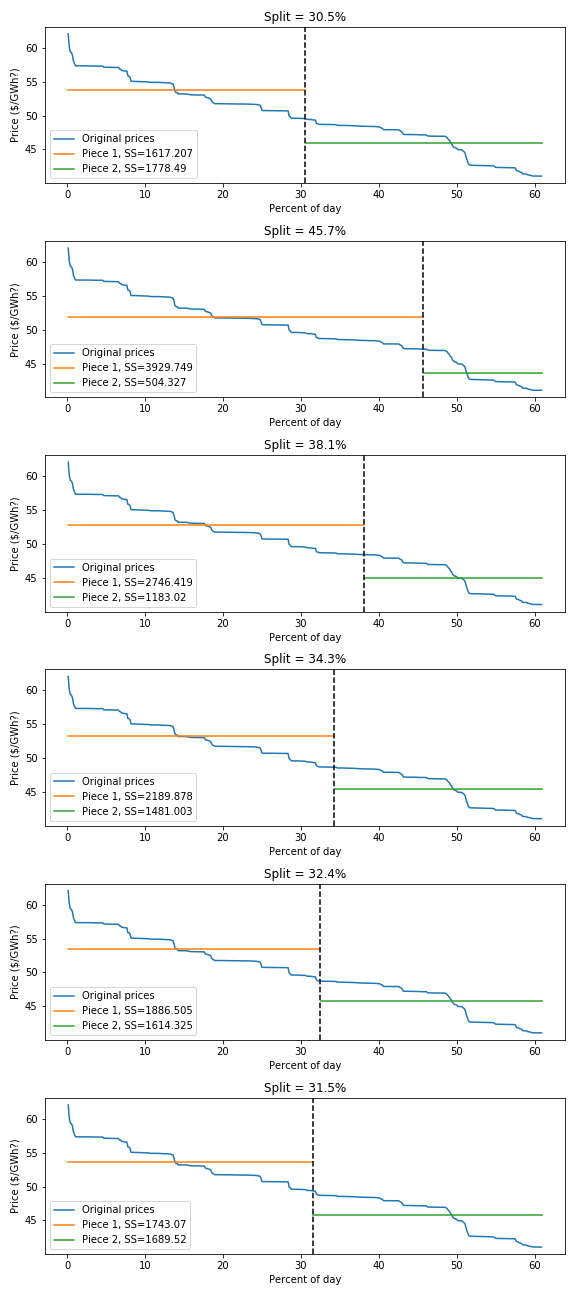 Split = 30.5%
60
55
50
45
Price ($/GWh?)
Original prices
Piece 1, SS=1617.207
Piece 2, SS=1778.49
0 10 20 30 40 50 60
Percent of day
Split = 45.7%
60
55
50
45
Price ($/GWh?)
Original prices
Piece 1, SS=3929.749
Piece 2, SS=504.327
0 10 20 30 40 50 60
Percent of day
Split = 38.1%
60
55
50
45
Price ($/GWh?)
Original prices
Piece 1, SS=2746.419
Piece 2, SS=1183.02
0 10 20 30 40 50 60
Percent of day
Split = 34.3%
60
55
50
45
Price ($/GWh?)
Original prices
Piece 1, SS=2189.878
Piece 2, SS=1481.003
0 10 20 30 40 50 60
Percent of day
Split = 32.4%
60
55
50
45
Price ($/GWh?)
Original prices
Piece 1, SS=1886.505
Piece 2, SS=1614.325
0 10 20 30 40 50 60
Percent of day
Split = 31.5%
60
55
50
45
Price ($/GWh?)
Original prices
Piece 1, SS=1743.07
Piece 2, SS=1689.52
0 10 20 30 40 50 60
Percent of day